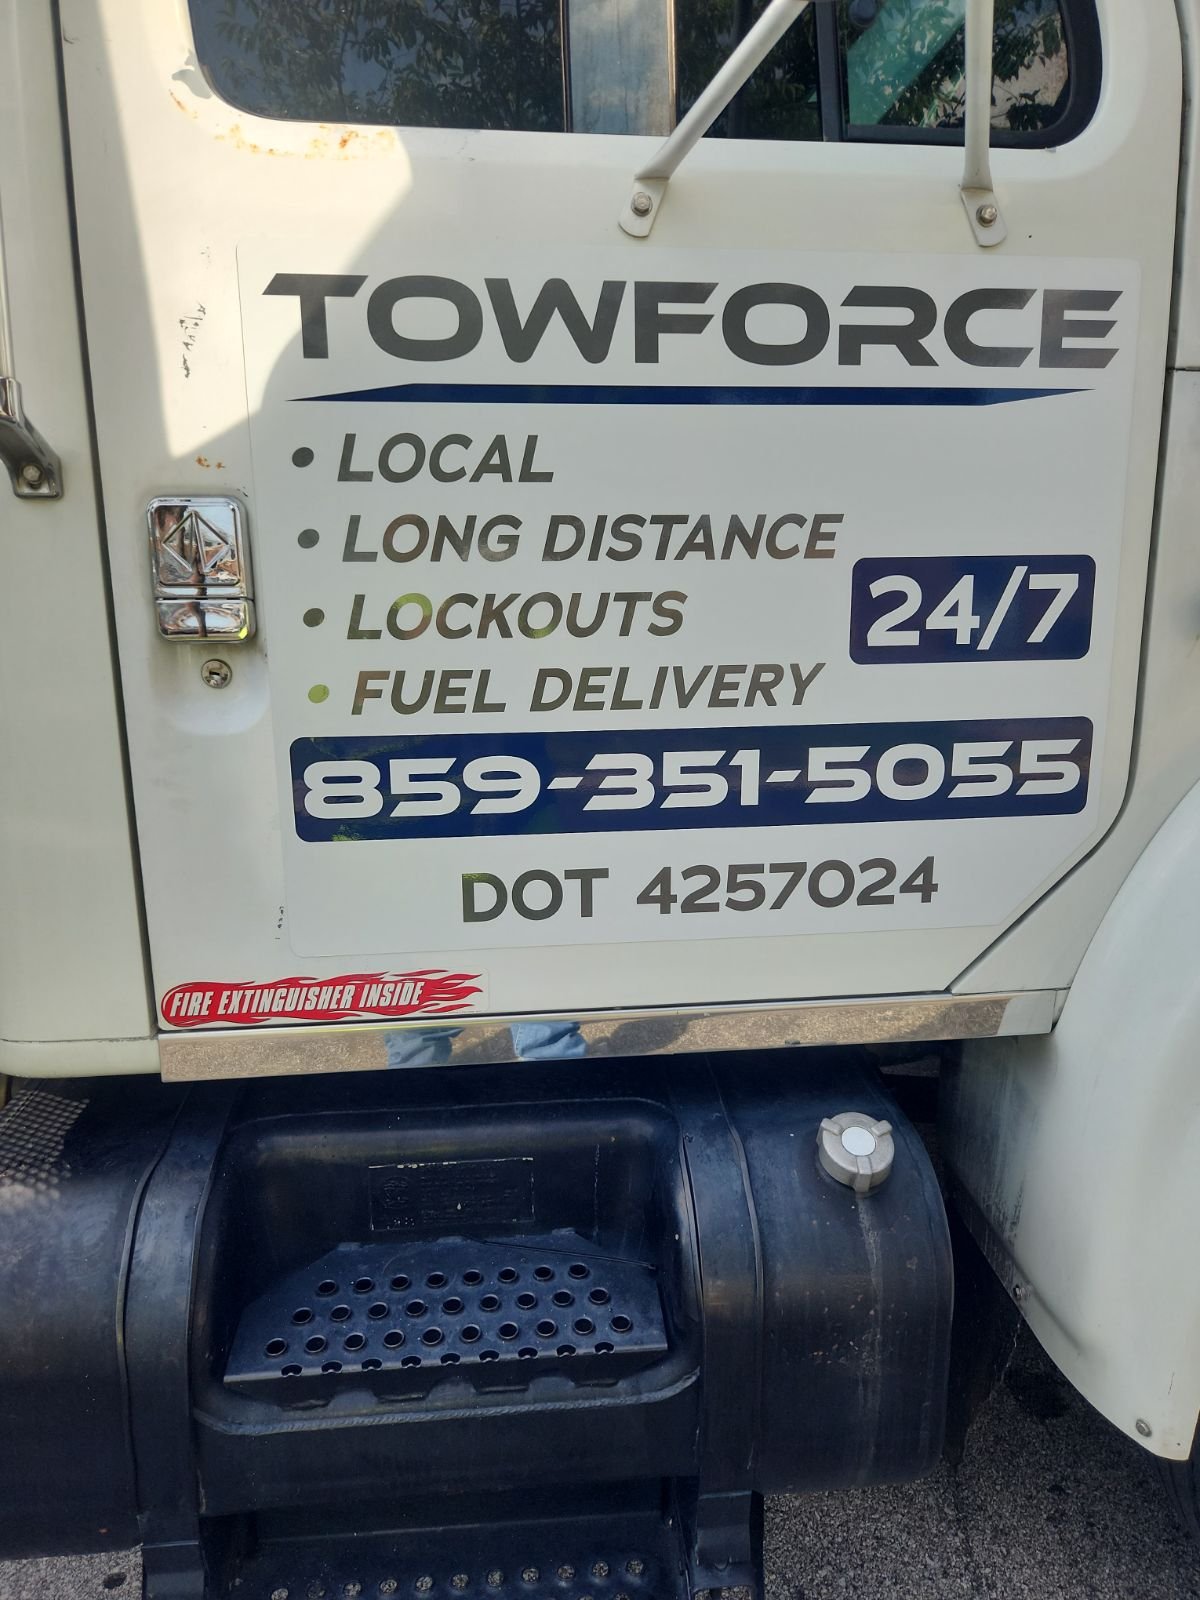 TOWFORCE
• LOCAL
• LONG DISTANCE
• LOCKOUTS
• FUEL DELIVERY
24/7
859-351-5055
DOT 4257024
FIRE EXTINGUISHER INSIDE